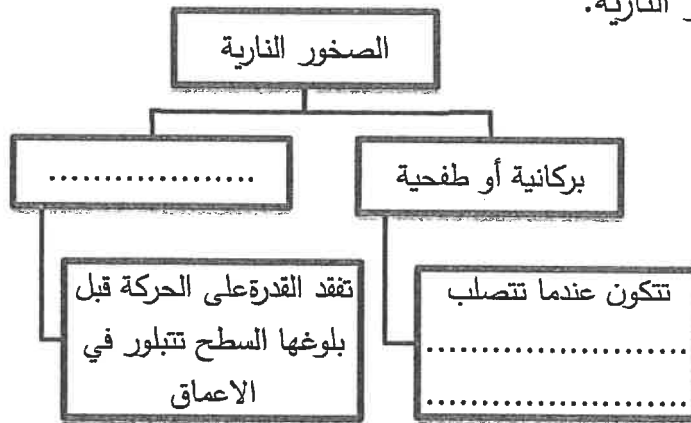 ر النارية.
الصخور النارية
بركانية أو طفحية
...................
تتكون عندما تتصلب
..........................
..........................
تفقد القدرةعلى الحركة قبل
بلوغها السطح تتبلور في
الاعماق